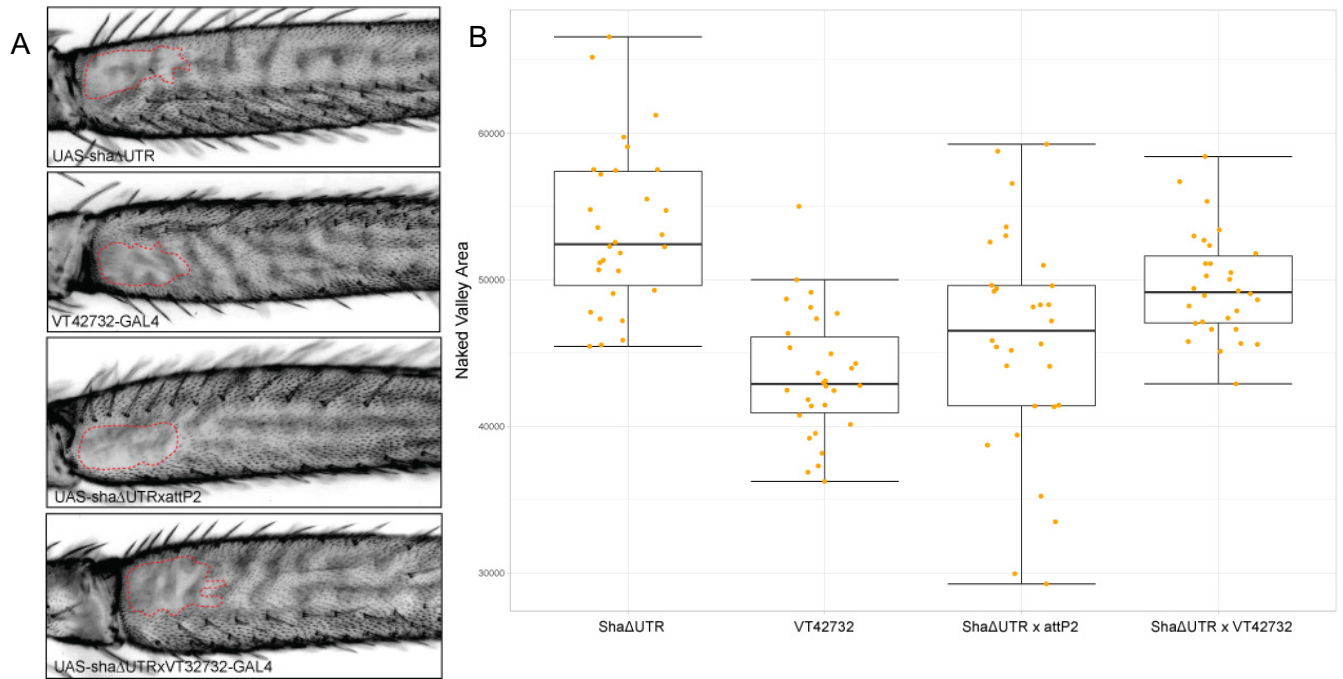 A
UAS-shaΔUTR
VT42732-GAL4
UAS-shaΔUTRxattP2
UAS-shaΔUTRxVT32732-GAL4
B
Naked Valley Area
60000
50000
40000
30000
ShaΔUTR
VT42732
ShaΔUTR x attP2
ShaΔUTR x VT42732